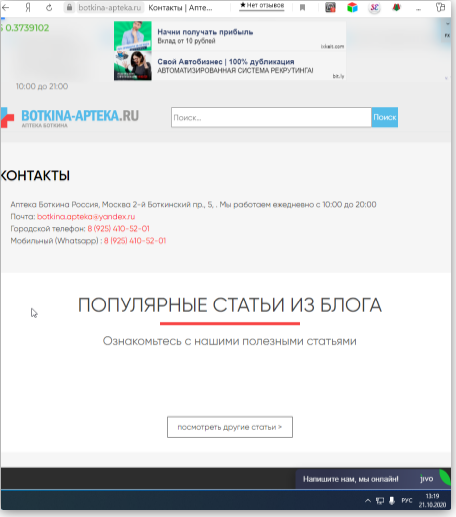 botkina-apteka.ru Контакты | Апте...
★ Нет отзывов
0.3739102
Начни получать прибыль
Вклад от 10 рублей
Свой Автобизнес | 100% дупликация
АВТОМАТИЗИРОВАННАЯ СИСТЕМА РЕКРУТИНГА!
bit.ly
10:00 до 21:00
BOTKINA-APTEKA.RU
АПТЕКА БОТКИНА
Поиск...
Поиск
КОНТАКТЫ
Аптека Боткина Россия, Москва 2-й Боткинский пр., 5, . Мы работаем ежедневно с 10:00 до 20:00
Почта: botkina.apteka@yandex.ru
Городской телефон: 8 (925) 410-52-01
Мобильный (Whatsapp) : 8 (925) 410-52-01
ПОПУЛЯРНЫЕ СТАТЬИ ИЗ БЛОГА
Ознакомьтесь с нашими полезными статьями
посмотреть другие статьи >
Напишите нам, мы онлайн! jivo
РУС
13:19
21.10.2020